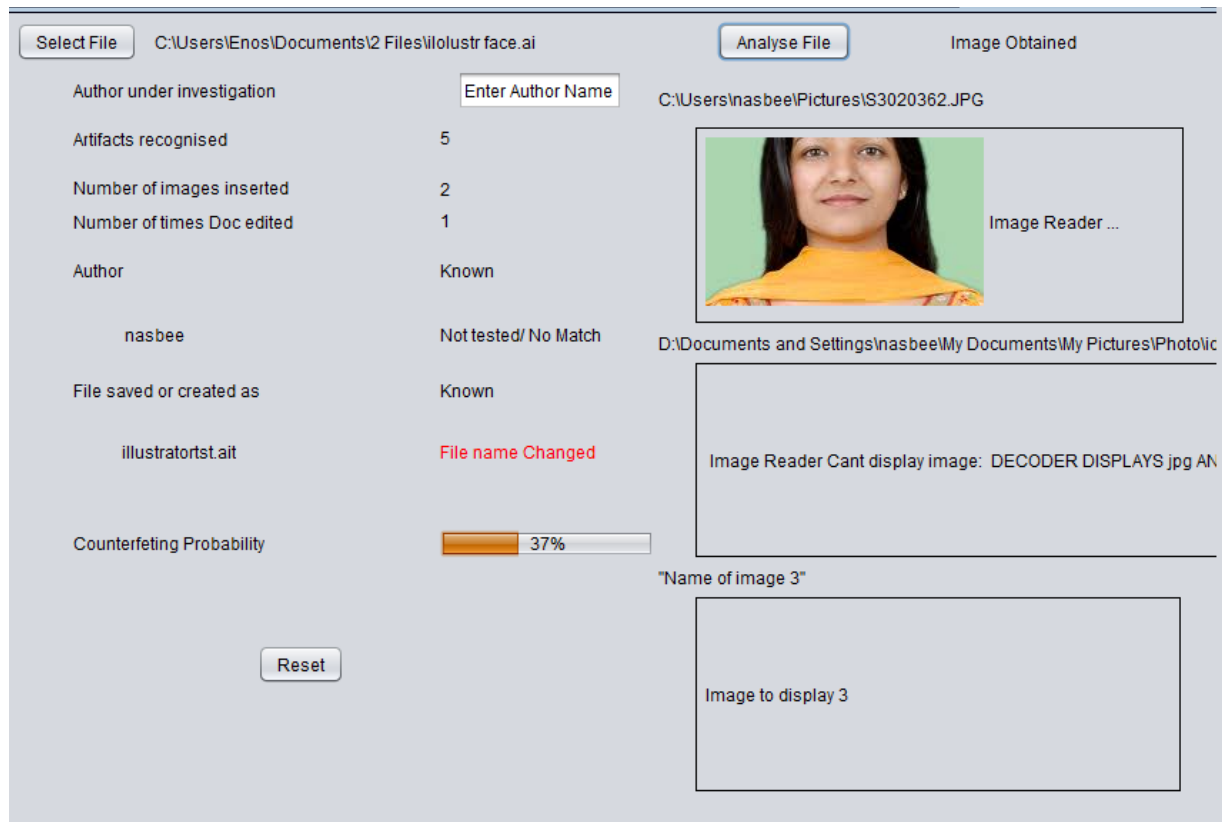 Select File C:\Users\Enos\Documents\2 Files\ilolustr face.ai Analyse File Image Obtained
Author under investigation Enter Author Name
C:\Users\nasbee\Pictures\S3020362.JPG
Artifacts recognised 5
Number of images inserted 2
Number of times Doc edited 1
Image Reader ...
Author Known
nasbee Not tested/ No Match
D:\Documents and Settings\nasbee\My Documents\My Pictures\Photo\ic
File saved or created as Known
illustratortst.ait File name Changed
Image Reader Cant display image: DECODER DISPLAYS jpg AN
Counterfeting Probability 37%
"Name of image 3"
Reset
Image to display 3